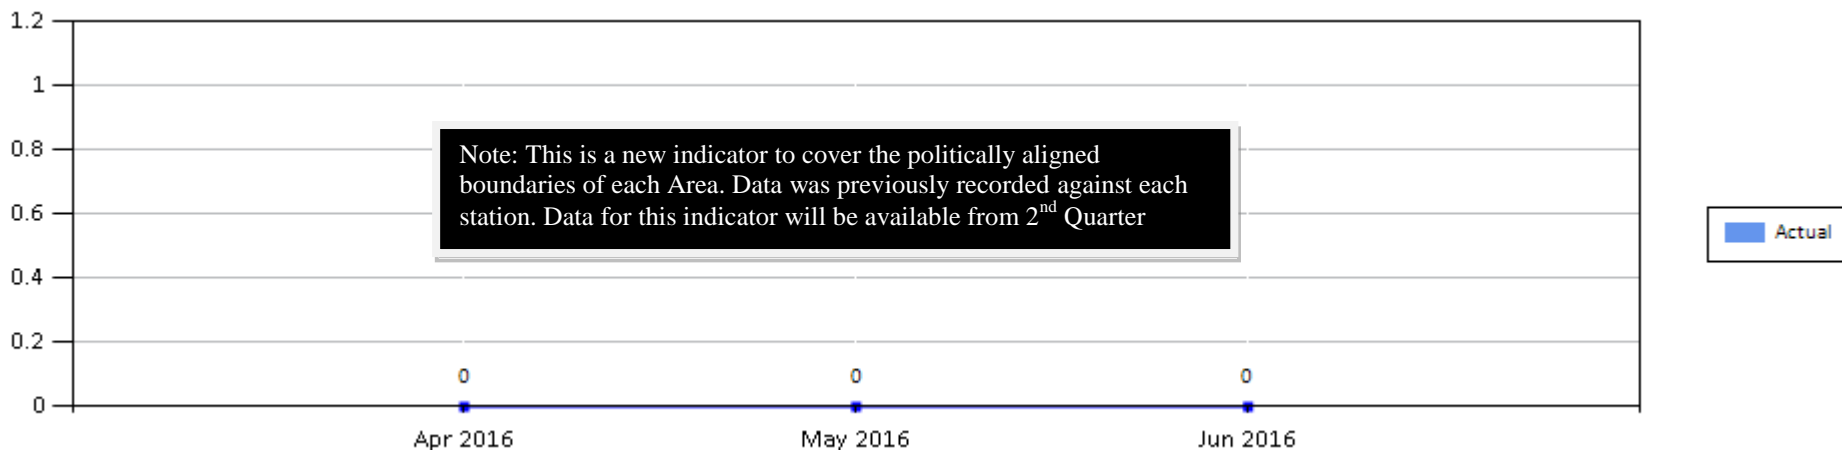 1.2
1
0.8
0.6
0.4
0.2
0
Note: This is a new indicator to cover the politically aligned
boundaries of each Area. Data was previously recorded against each
station. Data for this indicator will be available from 2nd Quarter
0 0 0
Apr 2016 May 2016 Jun 2016
Actual